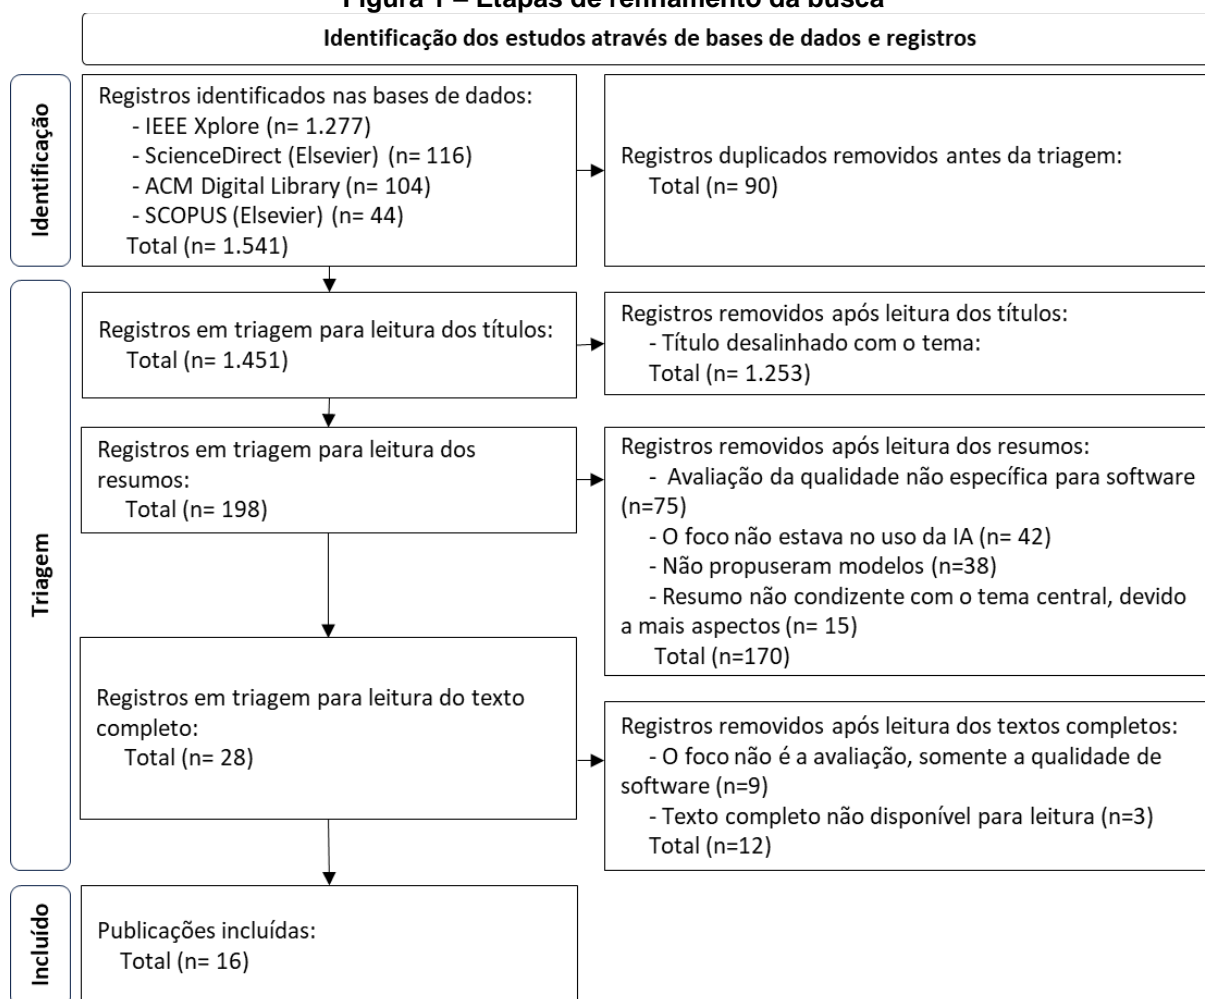 Figura 1 – Etapas de refinamento da busca
Identificação dos estudos através de bases de dados e registros
Identificação
Registros identificados nas bases de dados:
- IEEE Xplore (n= 1.277)
- ScienceDirect (Elsevier) (n= 116)
- ACM Digital Library (n= 104)
- SCOPUS (Elsevier) (n= 44)
Total (n= 1.541)
Registros duplicados removidos antes da triagem:
Total (n= 90)
Triagem
Registros em triagem para leitura dos títulos:
Total (n= 1.451)
Registros removidos após leitura dos títulos:
- Título desalinhado com o tema:
Total (n= 1.253)
Registros em triagem para leitura dos
resumos:
Total (n= 198)
Registros removidos após leitura dos resumos:
- Avaliação da qualidade não específica para software
(n=75)
- O foco não estava no uso da IA (n= 42)
- Não propuseram modelos (n=38)
- Resumo não condizente com o tema central, devido
a mais aspectos (n= 15)
Total (n=170)
Registros em triagem para leitura do texto
completo:
Total (n= 28)
Registros removidos após leitura dos textos completos:
- O foco não é a avaliação, somente a qualidade de
software (n=9)
- Texto completo não disponível para leitura (n=3)
Total (n=12)
Incluído
Publicações incluídas:
Total (n= 16)